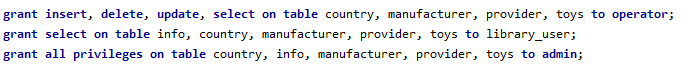 grant insert, delete, update, select on table country, manufacturer, provider, toys to operator;
grant select on table info, country, manufacturer, provider, toys to library_user;
grant all privileges on table country, info, manufacturer, provider, toys to admin;